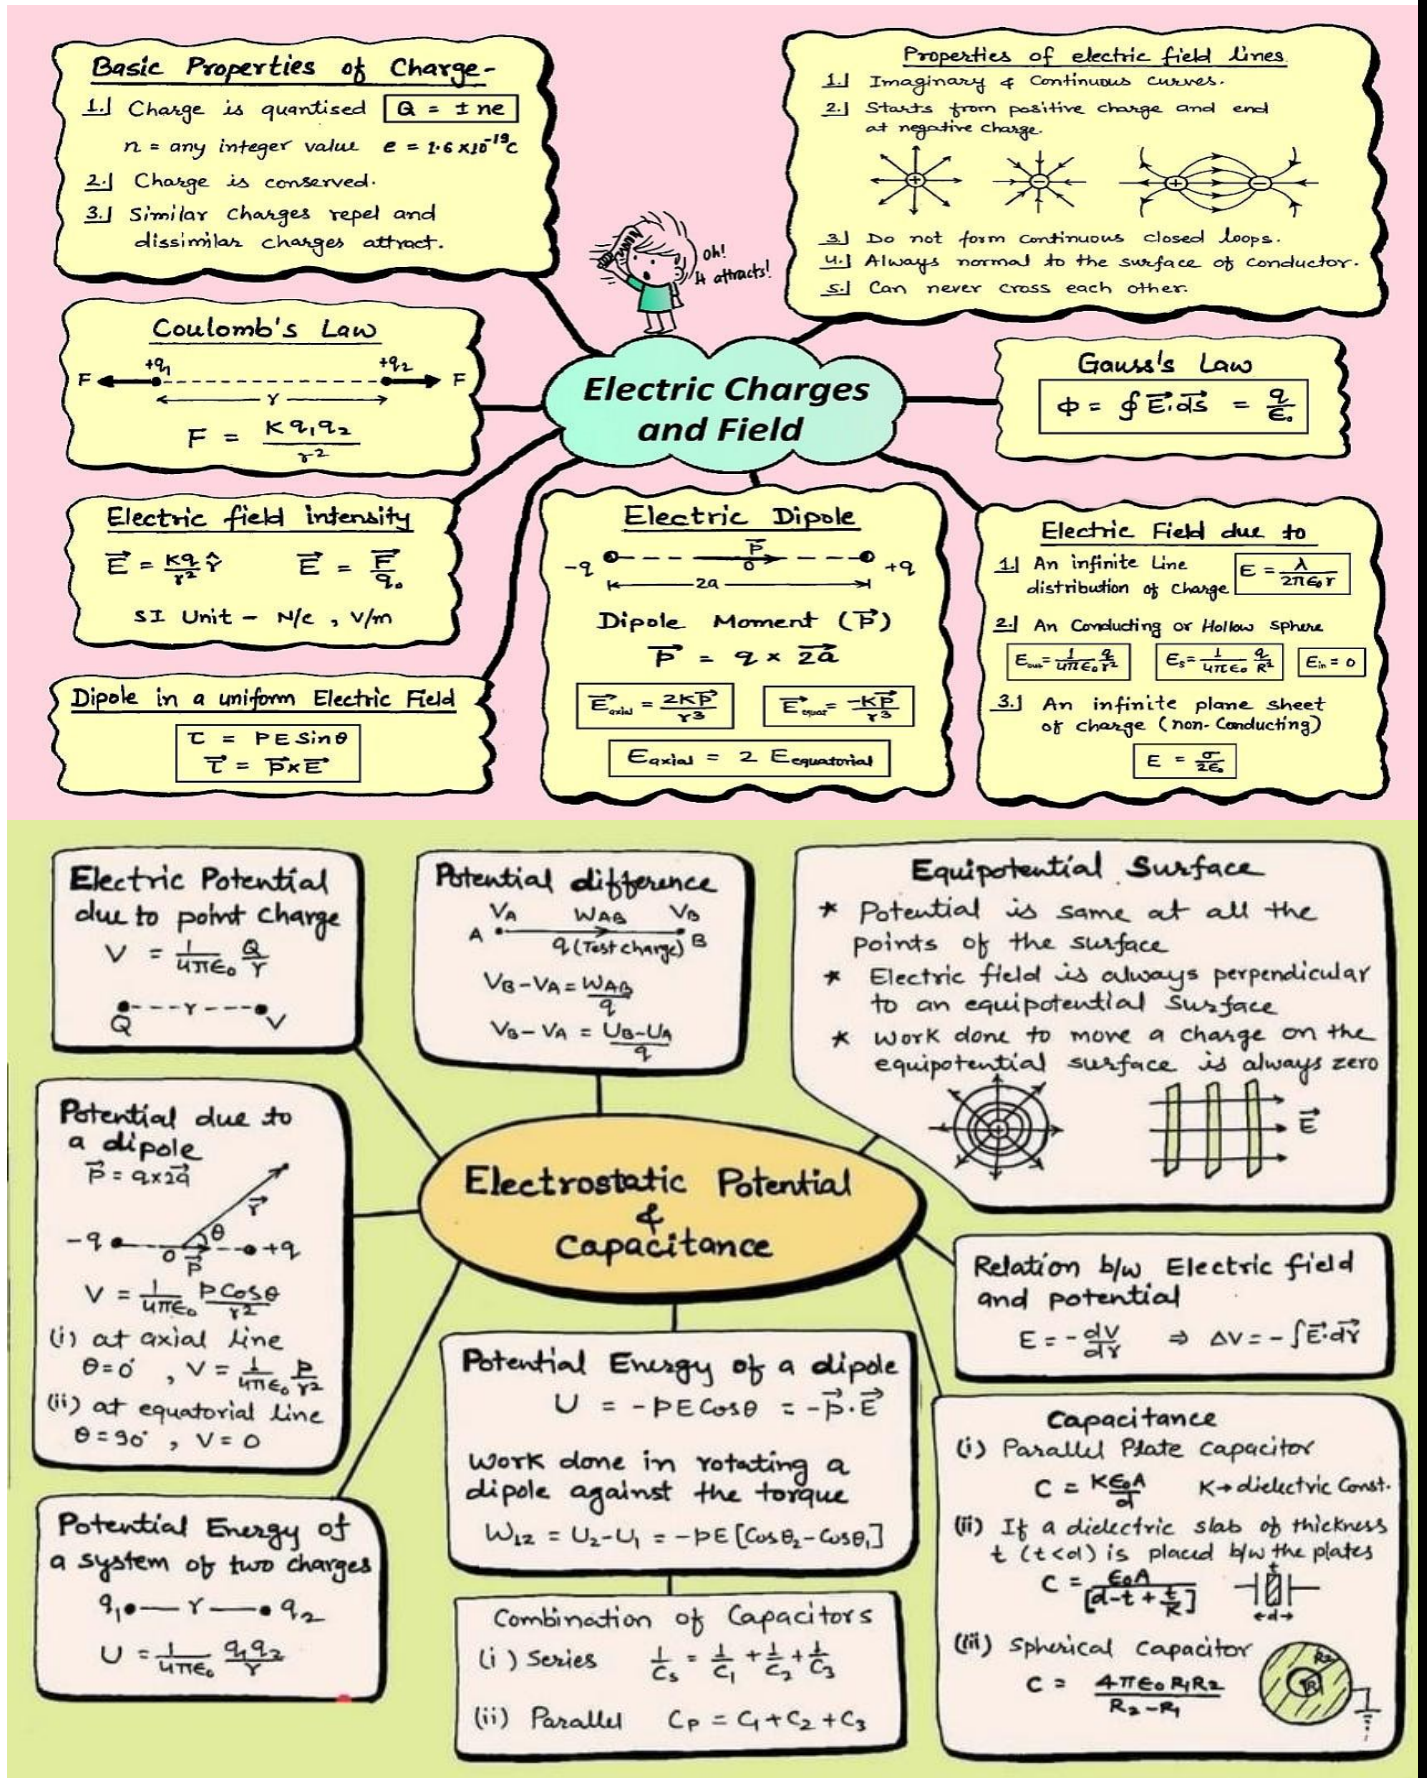 Basic Properties of Charge-
1.] Charge is quantised Q = ± ne
n = any integer value e = 1.6 x10⁻¹⁹C
2.] Charge is conserved.
3.] Similar Charges repel and
dissimilar charges attract.
Properties of electric field lines.
1.] Imaginary & Continuous curves.
2.] Starts from positive charge and end
at negative charge.
+ − + −
3.] Do not form continuous closed loops.
4.] Always normal to the surface of conductor.
5.] Can never cross each other.
Oh!
It attracts!
Coulomb's Law
+q₁ +q₂
F F
r
F = Kq₁q₂/r²
Electric Charges
and Field
Gauss's Law
Φ = ∮E⃗.ds⃗ = q/ε₀
Electric field intensity
E⃗ = Kq/r² r̂ E⃗ = F⃗/q₀
SI Unit - N/c , V/m
Dipole in a uniform Electric Field
τ = PE Sinθ
τ⃗ = p⃗xE⃗
Electric Dipole
-q p⃗ O +q
2a
Dipole Moment (p⃗)
p⃗ = q x 2a⃗
E⃗axial = 2Kp⃗/r³ E⃗equat = -Kp⃗/r³
Eaxial = 2 Eequatorial
Electric Field due to
1.] An infinite Line
distribution of charge E = λ/2πε₀r
2.] An Conducting or Hollow Sphere
Eout = 1/4πε₀ q/r² Es = 1/4πε₀ q/R² Ein = 0
3.] An infinite plane sheet
of charge (non-Conducting)
E = σ/2ε₀
Electric Potential
due to point Charge
V = 1/4πε₀ Q/r
r
Q V
Potential difference
VA WAB VB
A q (Test charge) B
VB-VA = WAB/q
VB-VA = UB-UA/q
Equipotential Surface
* Potential is same at all the
points of the surface
* Electric field is always perpendicular
to an equipotential Surface
* Work done to move a charge on the
equipotential surface is always zero
+ E⃗
Potential due to
a dipole
p⃗ = qx2a⃗
r⃗
-q θ +q
O p⃗
V = 1/4πε₀ PCosθ/r²
(i) at axial line
θ=0°, V = 1/4πε₀ P/r²
(ii) at equatorial line
θ=90°, V=0
Electrostatic Potential
&
Capacitance
Relation b/w Electric field
and potential
E = -dV/dr ⇒ ΔV = -∫E⃗·dr⃗
Potential Energy of a dipole
U = -PECosθ = -p⃗·E⃗
Work done in rotating a
dipole against the torque
W₁₂ = U₂-U₁ = -PE[Cosθ₂-Cosθ₁]
Potential Energy of
a system of two charges
q₁ r q₂
U = 1/4πε₀ q₁q₂/r
Combination of Capacitors
(i) Series 1/Cs = 1/C₁ + 1/C₂ + 1/C₃
(ii) Parallel CP = C₁+C₂+C₃
Capacitance
(i) Parallel Plate Capacitor
C = Kε₀A/d K→dielectric Const.
(ii) If a dielectric slab of thickness
t (t<d) is placed b/w the plates
C = ε₀A/[d-t+t/K] t
d
(iii) Spherical Capacitor
C = 4πε₀R₁R₂/R₂-R₁ R₂ R₁